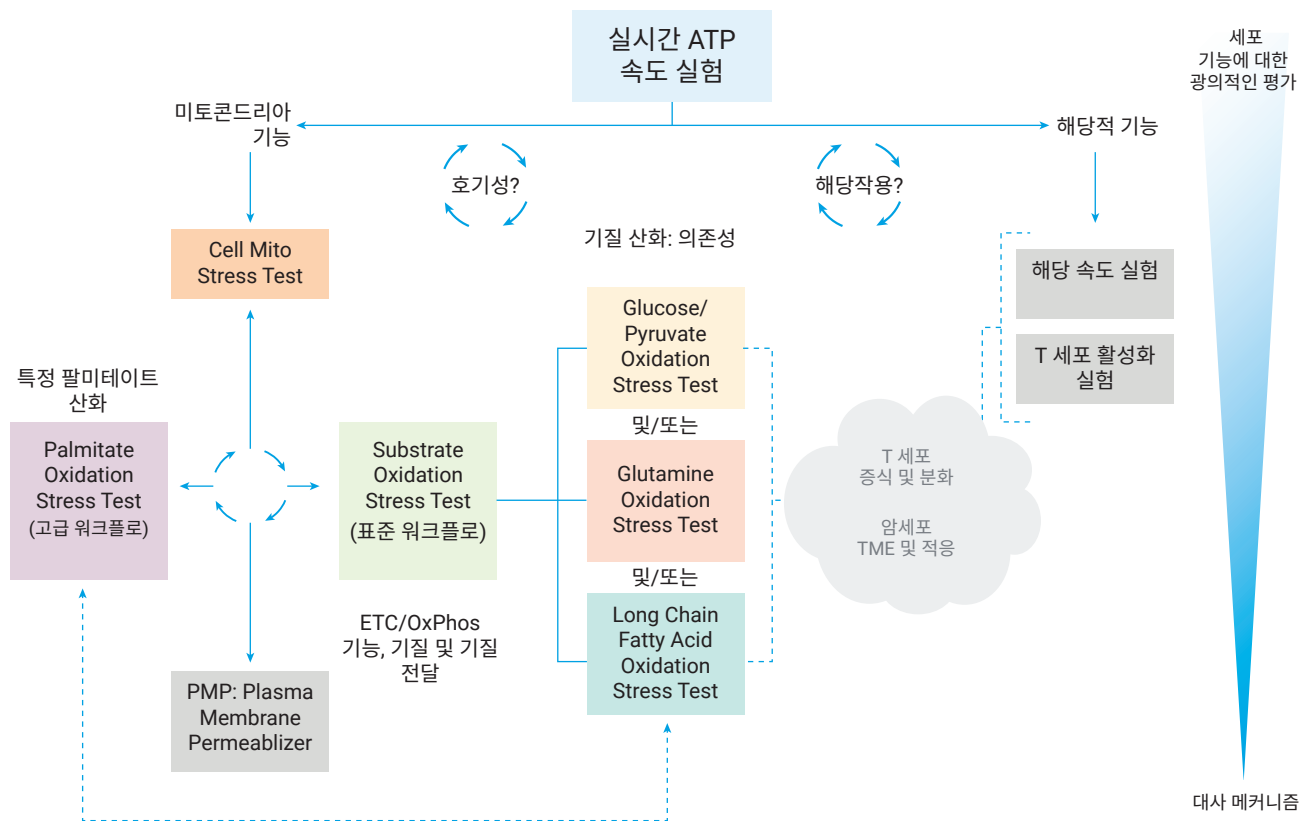 실시간 ATP
속도 실험
세포
기능에 대한
광의적인 평가
미토콘드리아
기능
해당적 기능
호기성?
해당작용?
Cell Mito
Stress Test
기질 산화: 의존성
해당 속도 실험
T 세포 활성화
실험
Glucose/
Pyruvate
Oxidation
Stress Test
및/또는
특정 팔미테이트
산화
Palmitate
Oxidation
Stress Test
(고급 워크플로)
Substrate
Oxidation
Stress Test
(표준 워크플로)
Glutamine
Oxidation
Stress Test
및/또는
T 세포
증식 및 분화
암세포
TME 및 적응
ETC/OxPhos
기능, 기질 및 기질
전달
Long Chain
Fatty Acid
Oxidation
Stress Test
PMP: Plasma
Membrane
Permeablizer
대사 메커니즘